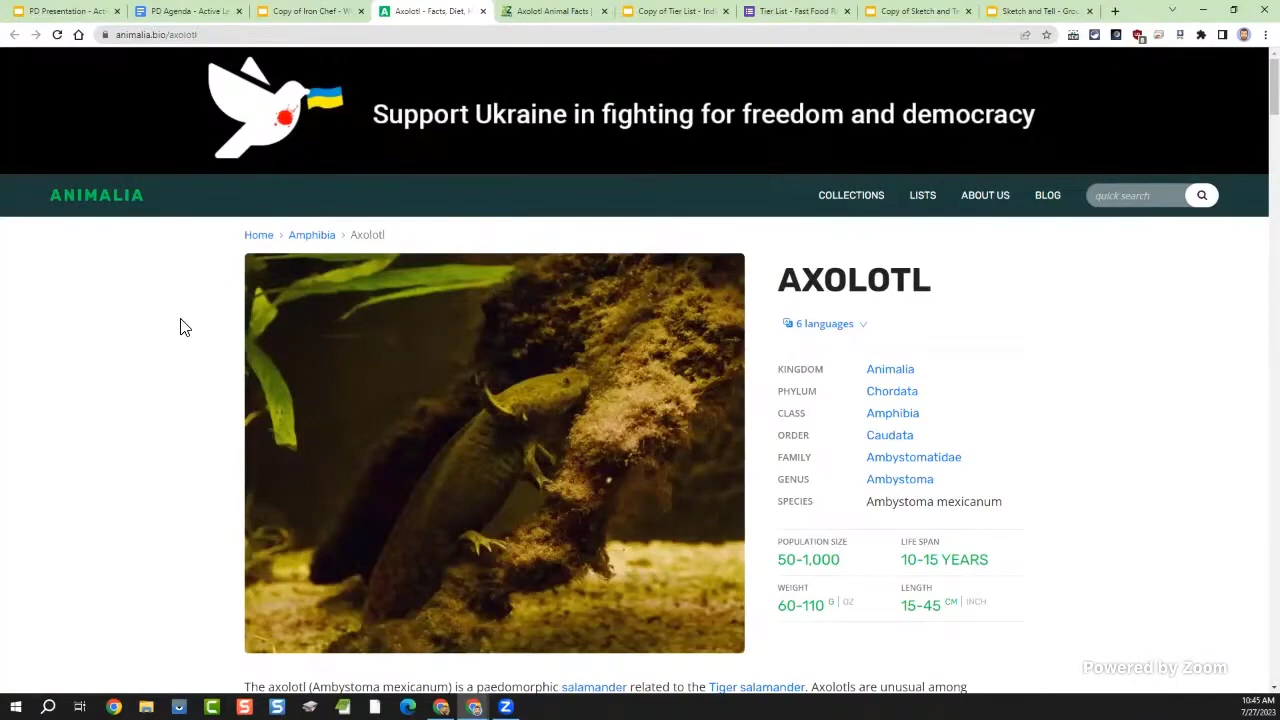 PD Presentation - Activ
PD Agenda - Active Le
Copy of Iron Chef - W
Axolotl - Facts, Diet, H
Axolotl Animal Facts |
Copy of Tier List - Indi
Tier List - Fast Food R
Copy of Sketch and Te
Sketch and Tell - Grou
animalia.bio/axolotl
Support Ukraine in fighting for freedom and democracy
ANIMALIA
COLLECTIONS LISTS ABOUT US BLOG quick search
Home > Amphibia > Axolotl
AXOLOTL
6 languages
KINGDOM Animalia
PHYLUM Chordata
CLASS Amphibia
ORDER Caudata
FAMILY Ambystomatidae
GENUS Ambystoma
SPECIES Ambystoma mexicanum
POPULATION SIZE LIFE SPAN
50-1,000 10-15 YEARS
WEIGHT LENGTH
60-110 G | OZ 15-45 CM | INCH
Powered by Zoom
The axolotl (Ambystoma mexicanum) is a paedomorphic salamander related to the Tiger salamander. Axolotls are unusual among
10:45 AM
7/27/2023